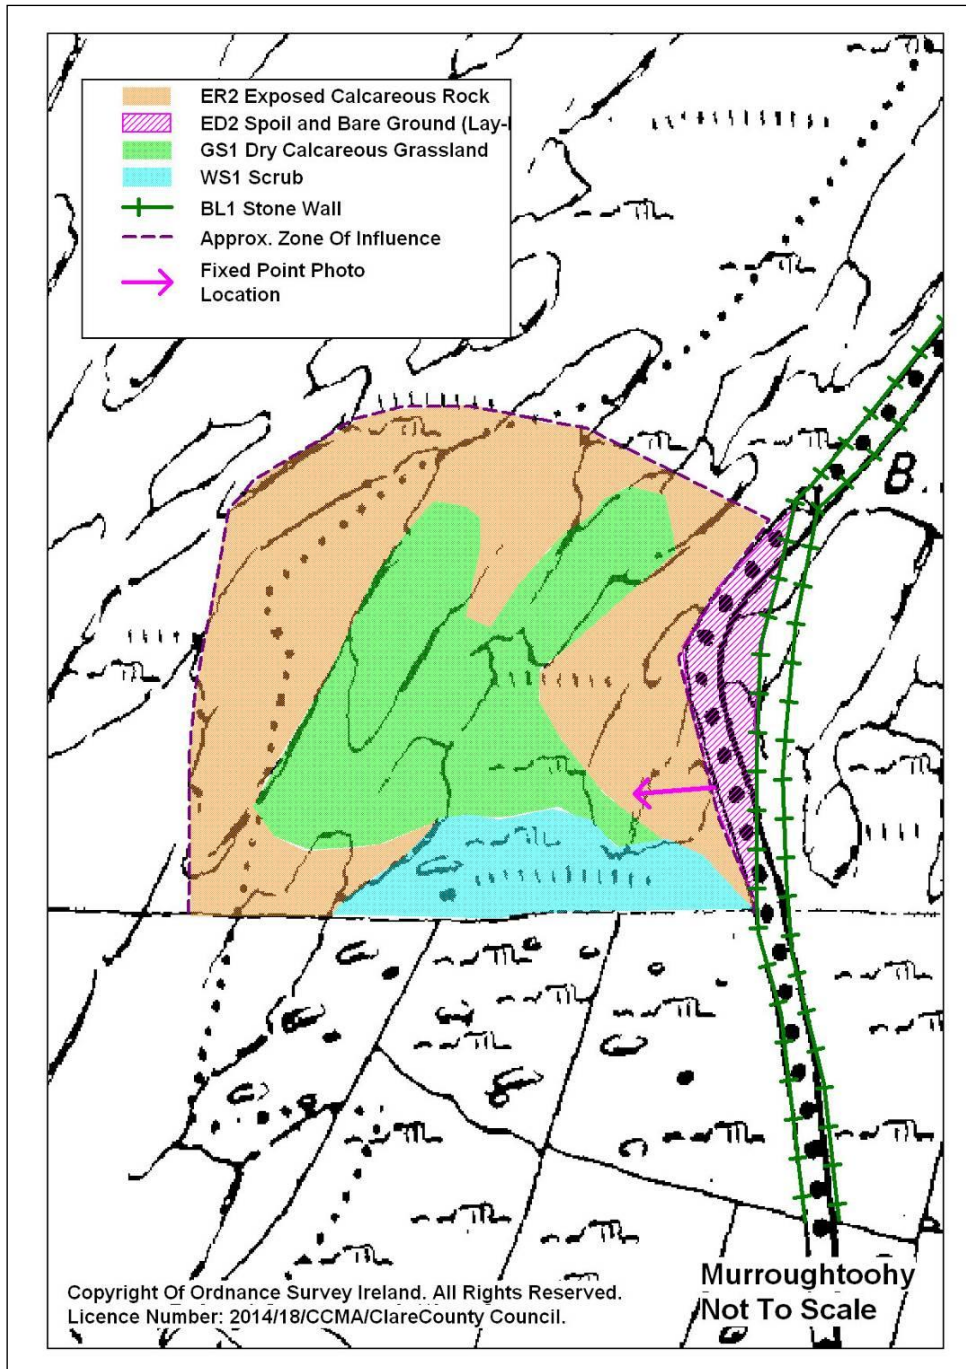 ER2 Exposed Calcareous Rock
ED2 Spoil and Bare Ground (Lay-
GS1 Dry Calcareous Grassland
WS1 Scrub
BL1 Stone Wall
Approx. Zone Of Influence
Fixed Point Photo
Location
B
Murroughtoohy
Not To Scale
Copyright Of Ordnance Survey Ireland. All Rights Reserved.
Licence Number: 2014/18/CCMA/ClareCounty Council.